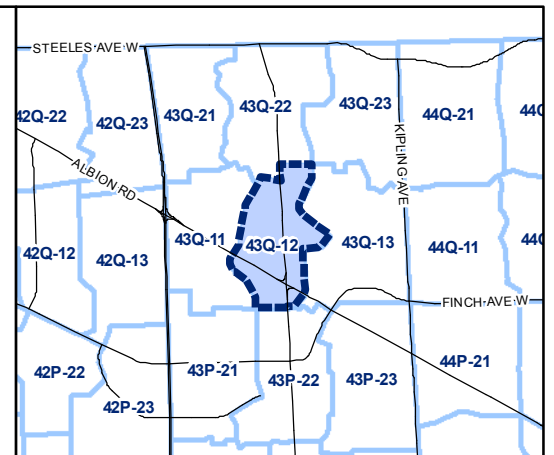 STEELES AVE W
42Q-22
42Q-23
43Q-21
43Q-22
43Q-23
44Q-21
44Q
ALBION RD
KIPLING AVE
42Q-12
42Q-13
43Q-11
43Q-12
43Q-13
44Q-11
44Q
FINCH AVE W
42P-22
42P-23
43P-21
43P-22
43P-23
44P-21